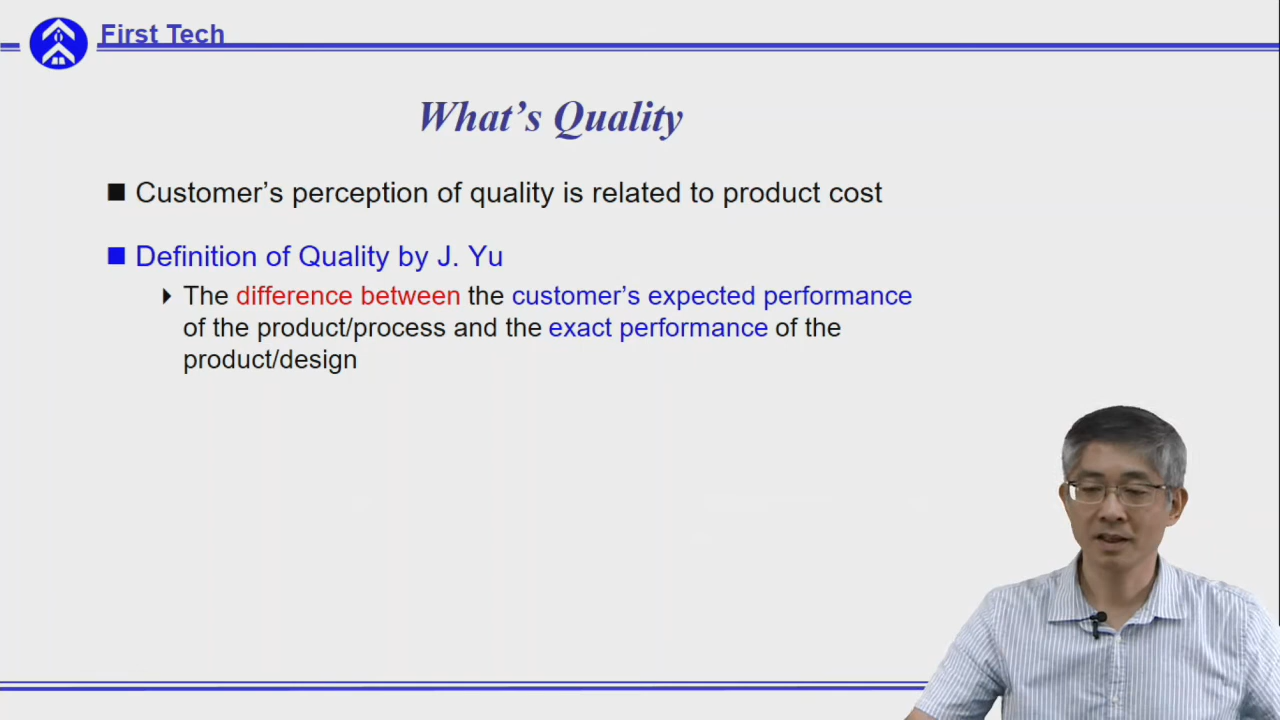 First Tech
What’s Quality
Customer’s perception of quality is related to product cost
Definition of Quality by J. Yu
The difference between the customer’s expected performance
of the product/process and the exact performance of the
product/design